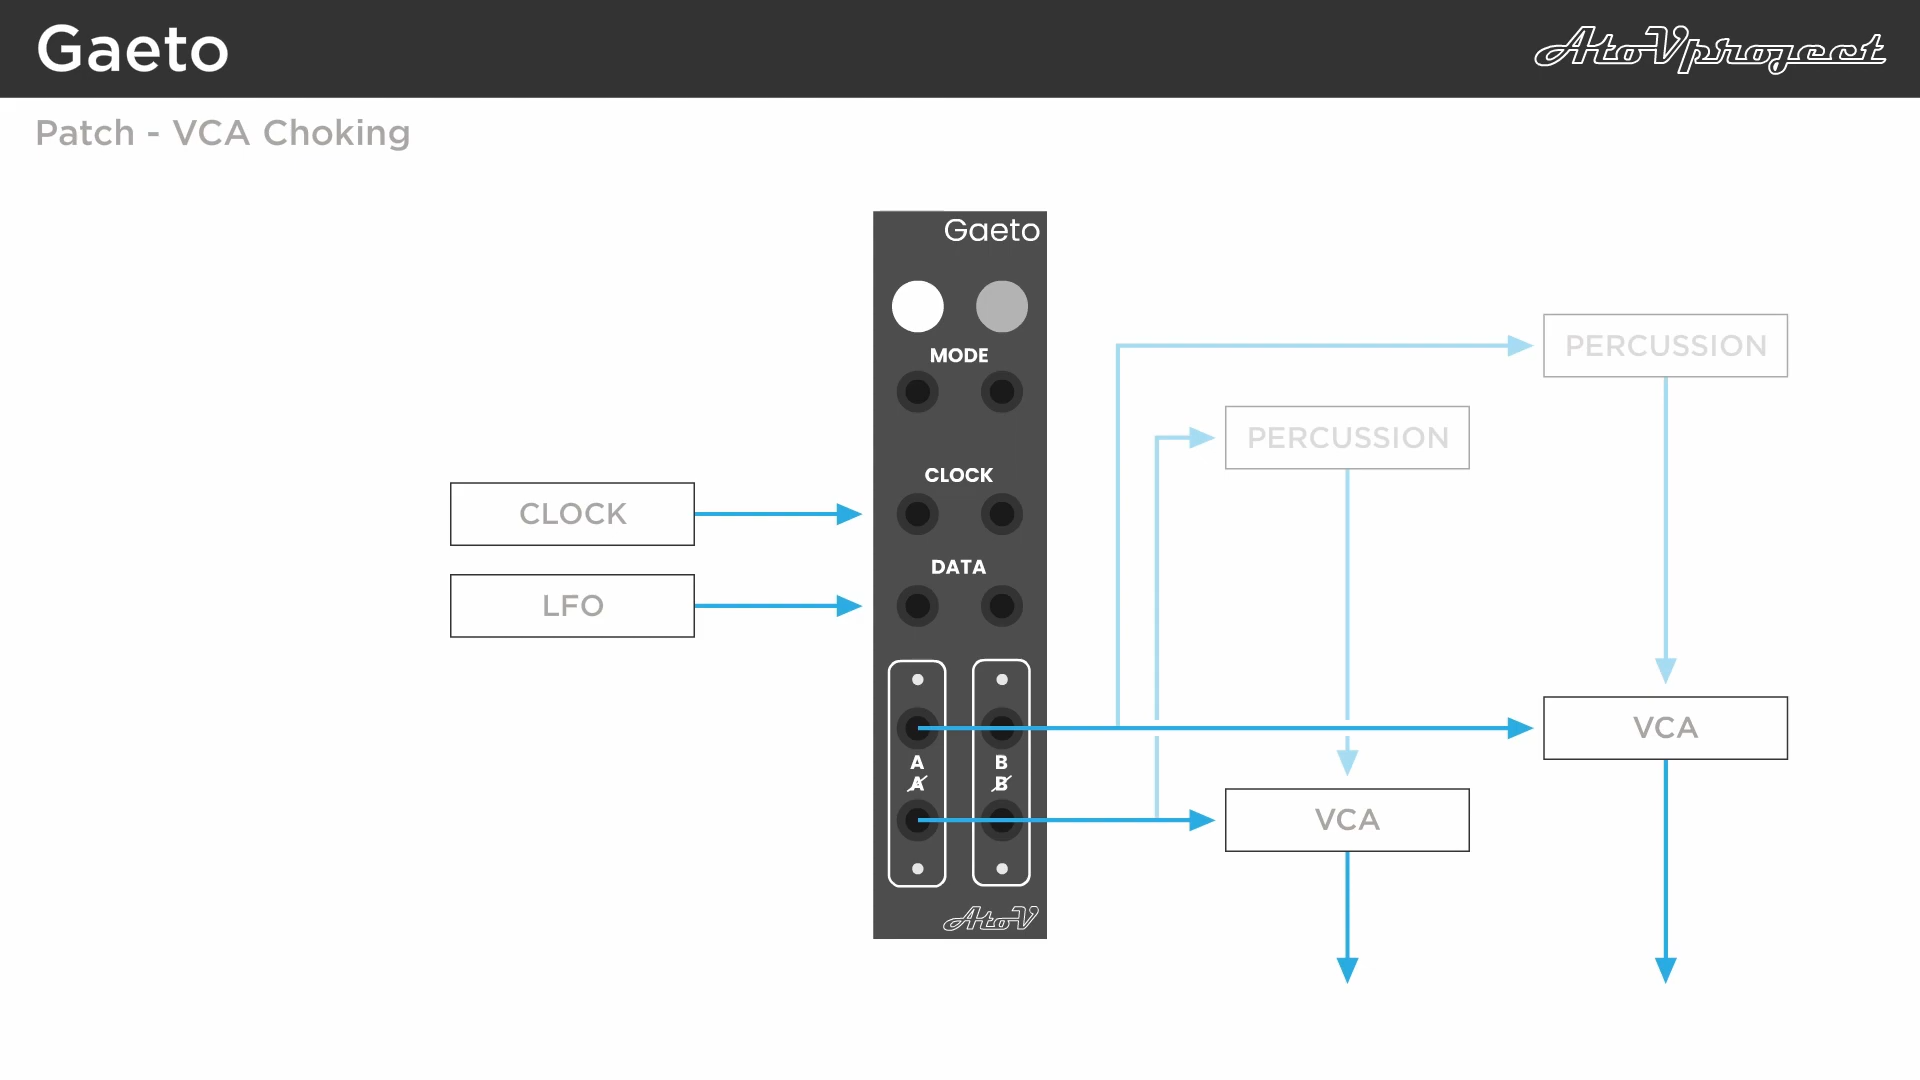 Gaeto
AtoVproject
Patch - VCA Choking
Gaeto
MODE
PERCUSSION
PERCUSSION
CLOCK
CLOCK
DATA
LFO
VCA
A
B
A
B
VCA
AtoV